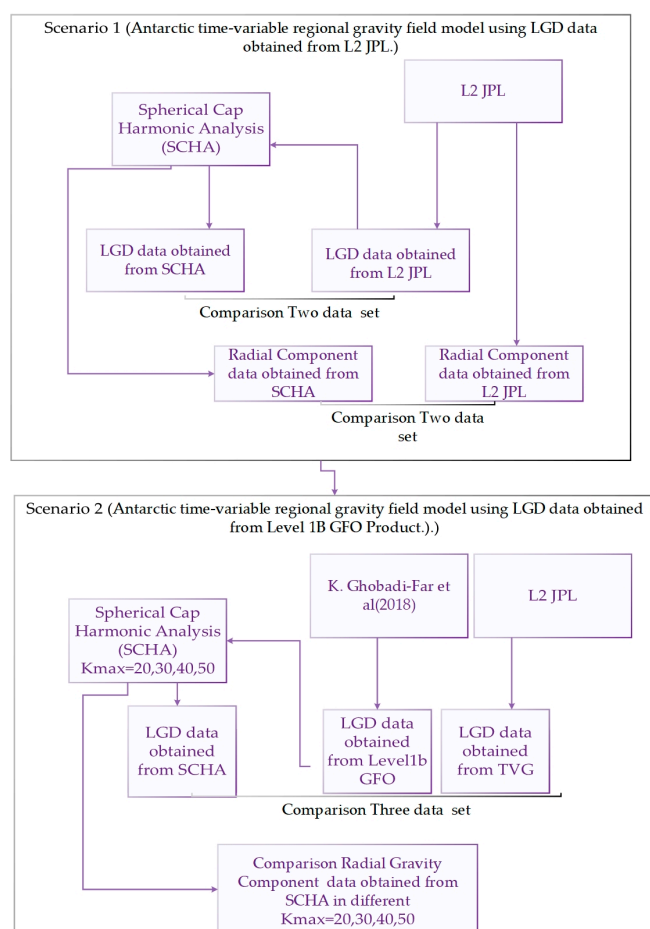 Scenario 1 (Antarctic time-variable regional gravity field model using LGD data
obtained from L2 JPL.)
L2 JPL
Spherical Cap
Harmonic Analysis
(SCHA)
LGD data obtained
from SCHA
LGD data obtained
from L2 JPL
Comparison Two data set
Radial Component
data obtained from
SCHA
Radial Component
data obtained from
L2 JPL
Comparison Two data
set
Scenario 2 (Antarctic time-variable regional gravity field model using LGD data obtained
from Level 1B GFO Product.).)
K. Ghobadi-Far et
al(2018)
L2 JPL
Spherical Cap
Harmonic Analysis
(SCHA)
Kmax=20,30,40,50
LGD data
obtained
from SCHA
LGD data
obtained
from Level1b
GFO
LGD data
obtained
from TVG
Comparison Three data set
Comparison Radial Gravity
Component data obtained from
SCHA in different
Kmax=20,30,40,50